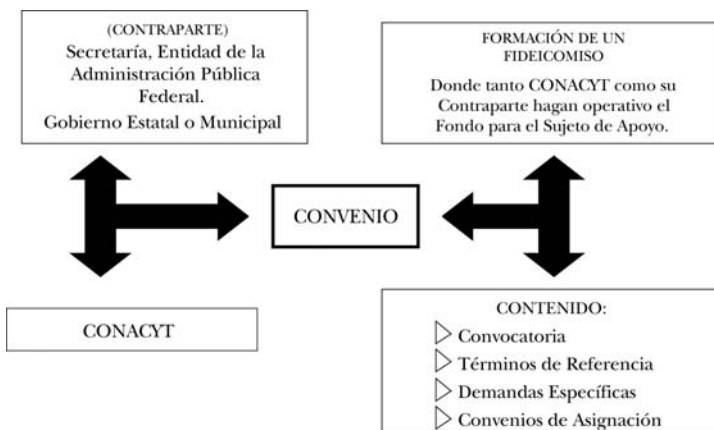 (CONTRAPARTE)
Secretaría, Entidad de la
Administración Pública
Federal.
Gobierno Estatal o Municipal
FORMACIÓN DE UN
FIDEICOMISO
Donde tanto CONACYT como su
Contraparte hagan operativo el
Fondo para el Sujeto de Apoyo.
CONVENIO
CONACYT
CONTENIDO:
Convocatoria
Términos de Referencia
Demandas Específicas
Convenios de Asignación